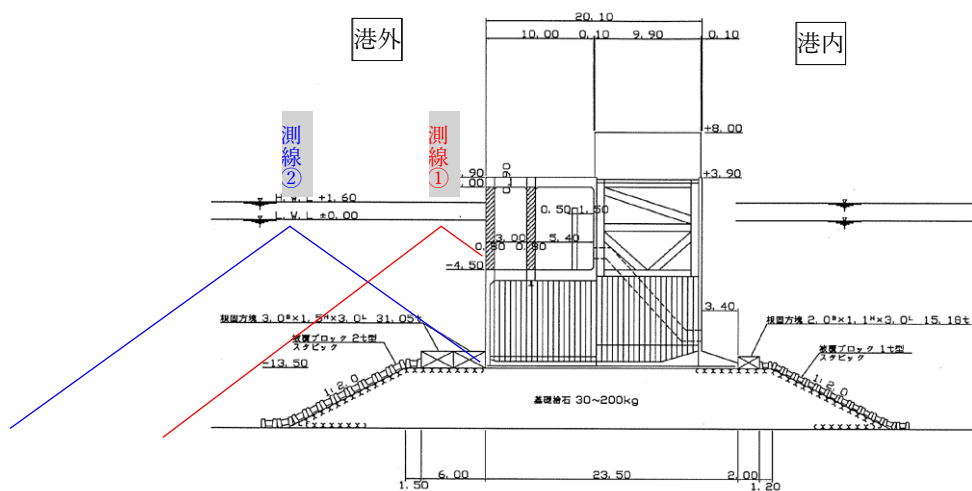 20.10
港外
10.00 0.10 9.90 0.10
港内
測線②
測線①
+8.00
.90
.00
0.90
+3.90
H.W.L +1.60
L.W.L ±0.00
0.50 1.50
3.00 5.40
0.80 0.80
-4.50
3.40
根固方塊 3.0ᴮ×1.5ᴴ×3.0ᴸ 31.05t
根固方塊 2.0ᴮ×1.1ᴴ×3.0ᴸ 15.18t
被覆ブロック 2t型
スタビック
被覆ブロック 1t型
スタビック
-13.50
1:2.0
1:2.0
基礎捨石 30~200kg
6.00 23.50 2.00
1.50 1.20